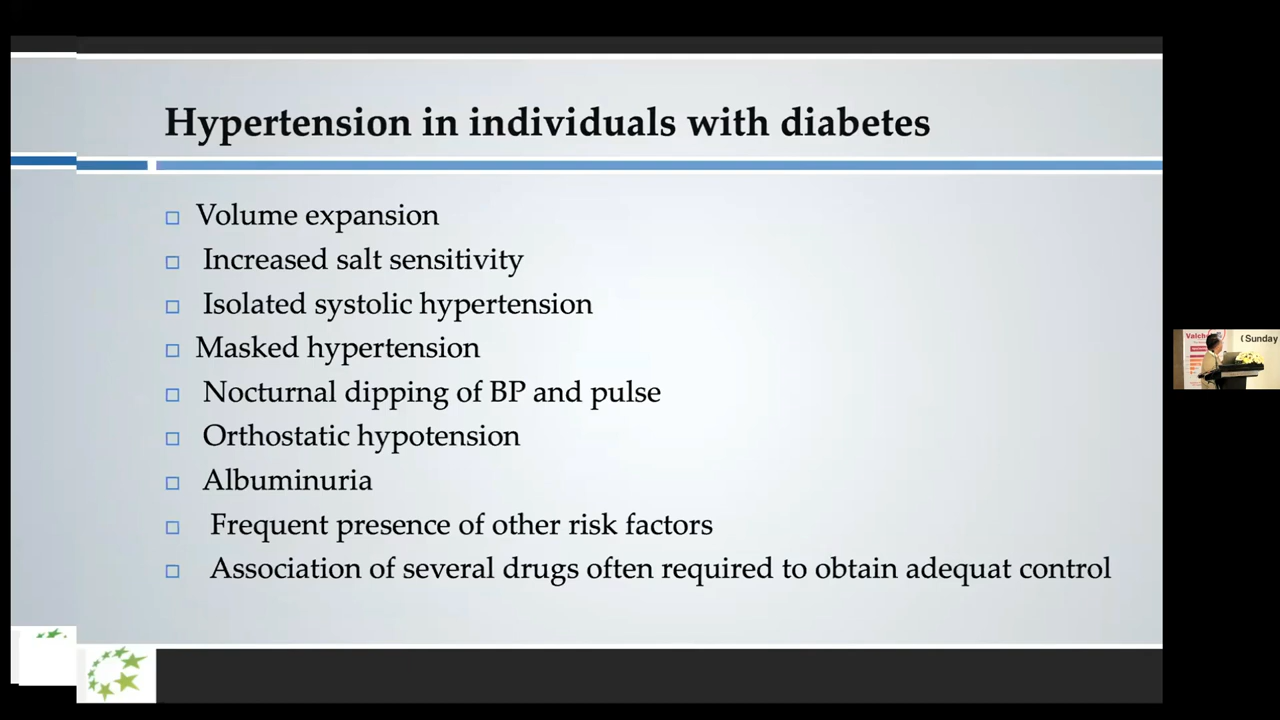 Hypertension in individuals with diabetes
Volume expansion
Increased salt sensitivity
Isolated systolic hypertension
Masked hypertension
Nocturnal dipping of BP and pulse
Orthostatic hypotension
Albuminuria
Frequent presence of other risk factors
Association of several drugs often required to obtain adequat control
(Sunday